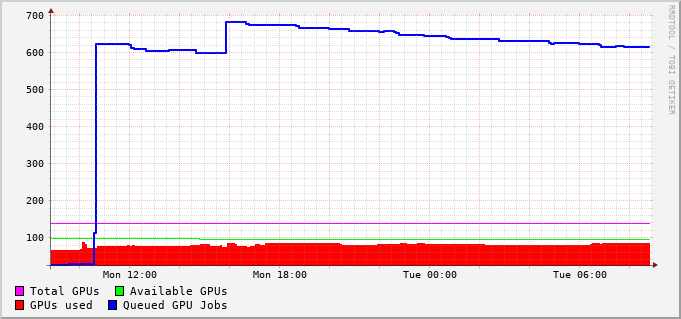 700
600
500
400
300
200
100
Mon 12:00 Mon 18:00 Tue 00:00 Tue 06:00
Total GPUs Available GPUs
GPUs used Queued GPU Jobs
RRDTOOL / TOBI OETIKER